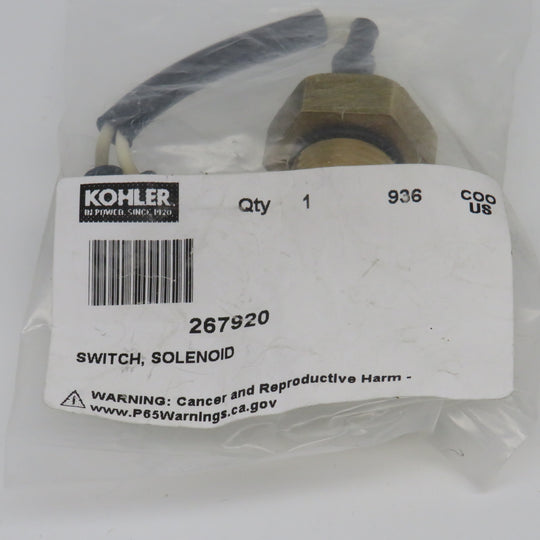 KOHLER
IN POWER. SINCE 1920
Qty 1 936 COO
US
267920
SWITCH, SOLENOID
WARNING: Cancer and Reproductive Harm -
www.P65Warnings.ca.gov